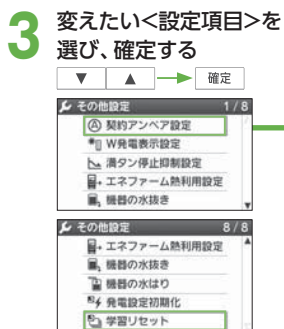 3 変えたい<設定項目>を
選び、確定する
▼ ▲ 確定
その他設定 1/8
Ⓐ 契約アンペア設定
W発電表示設定
満タン停止抑制設定
エネファーム熱利用設定
機器の水抜き
その他設定 8/8
エネファーム熱利用設定
機器の水抜き
機器の水はり
発電設定初期化
学習リセット